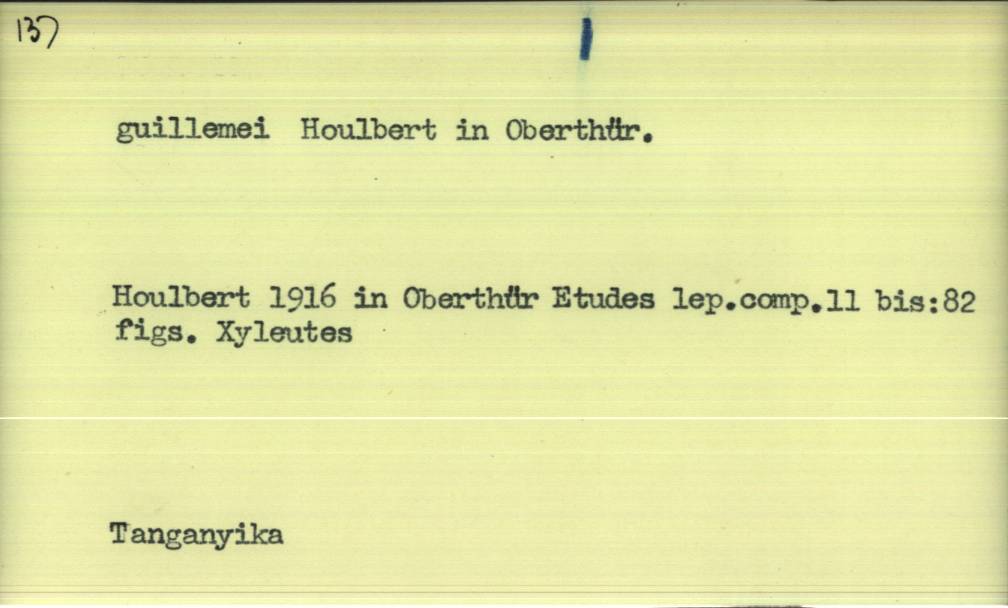 137
guillemei Houlbert in Oberthür.
Houlbert 1916 in Oberthür Etudes lep.comp.11 bis:82
figs. Xyleutes
Tanganyika